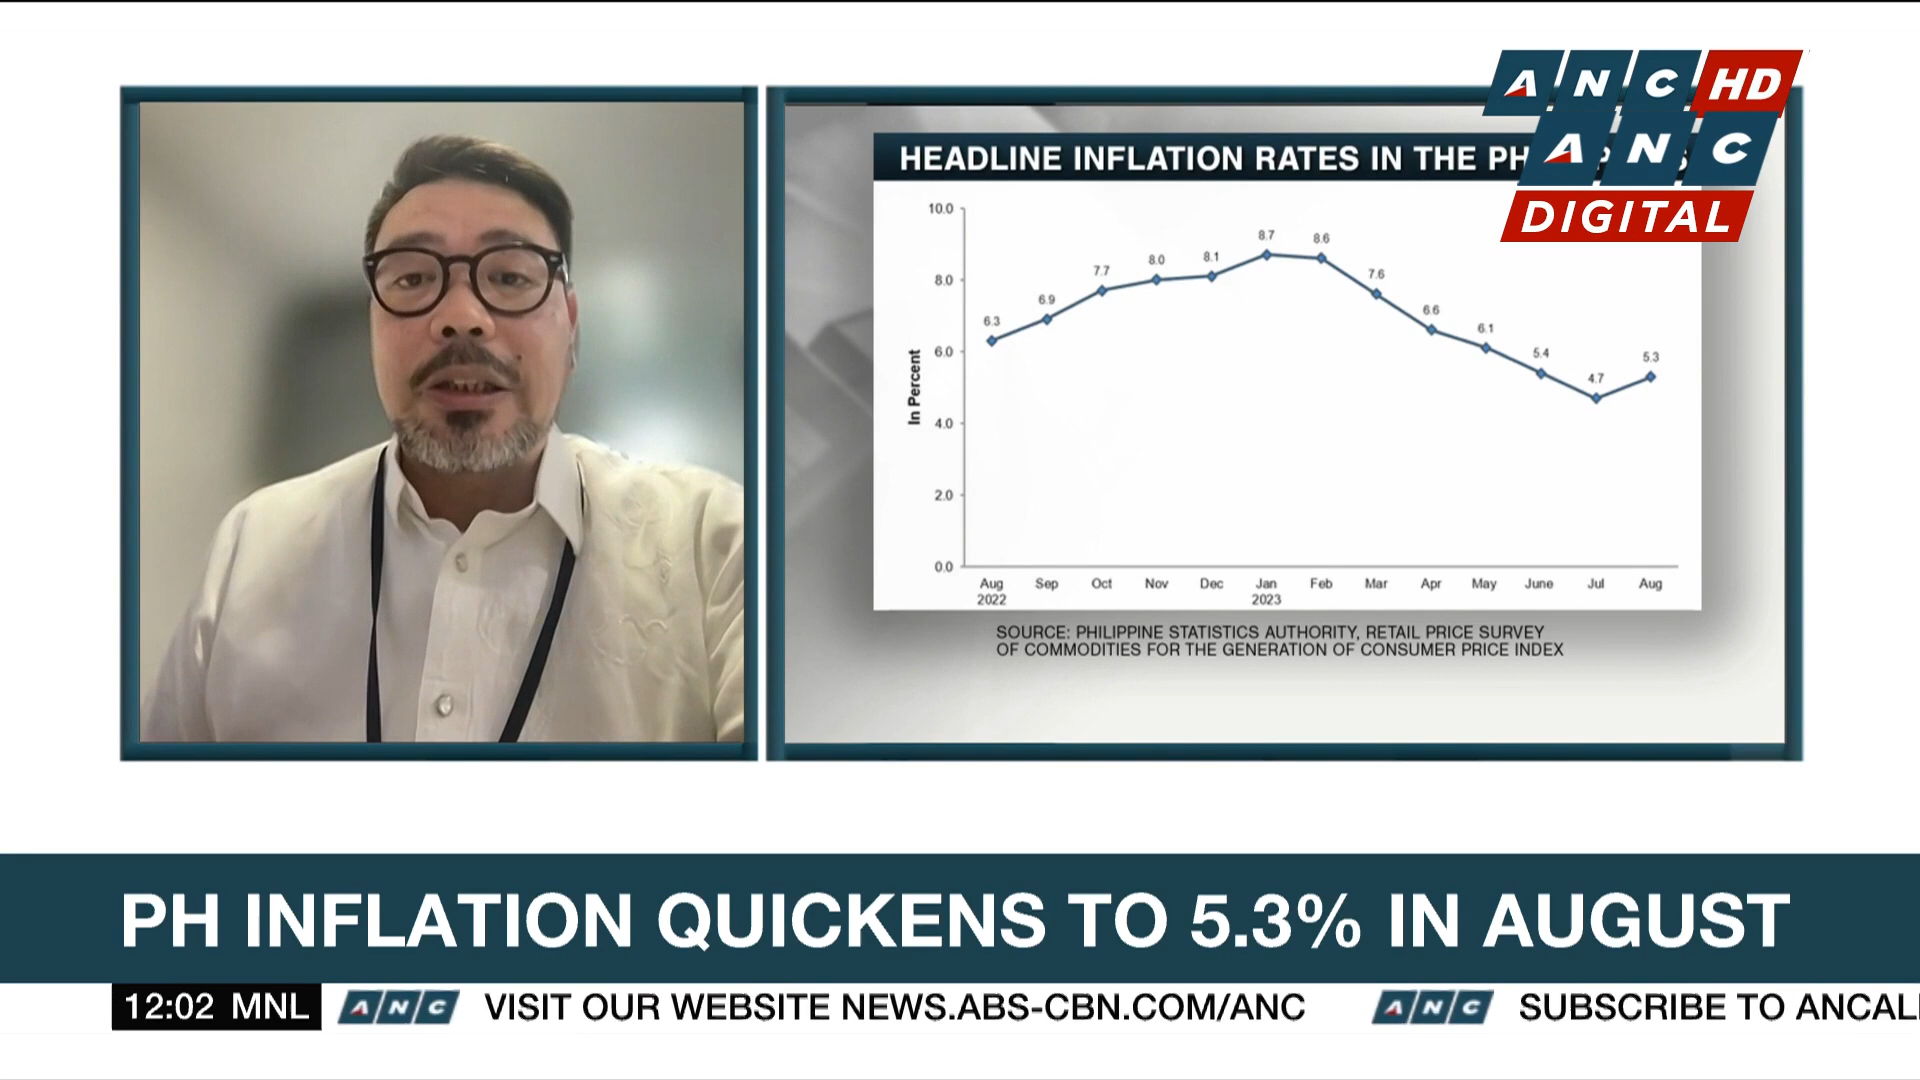 ANC HD
ANC
DIGITAL
HEADLINE INFLATION RATES IN THE
In Percent
10.0
8.0
6.0
4.0
2.0
0.0
6.3 6.9 7.7 8.0 8.1 8.7 8.6 7.6 6.6 6.1 5.4 4.7 5.3
Aug Sep Oct Nov Dec Jan Feb Mar Apr May June Jul Aug
2022 2023
SOURCE: PHILIPPINE STATISTICS AUTHORITY, RETAIL PRICE SURVEY
OF COMMODITIES FOR THE GENERATION OF CONSUMER PRICE INDEX
PH INFLATION QUICKENS TO 5.3% IN AUGUST
12:02 MNL ANC VISIT OUR WEBSITE NEWS.ABS-CBN.COM/ANC ANC SUBSCRIBE TO